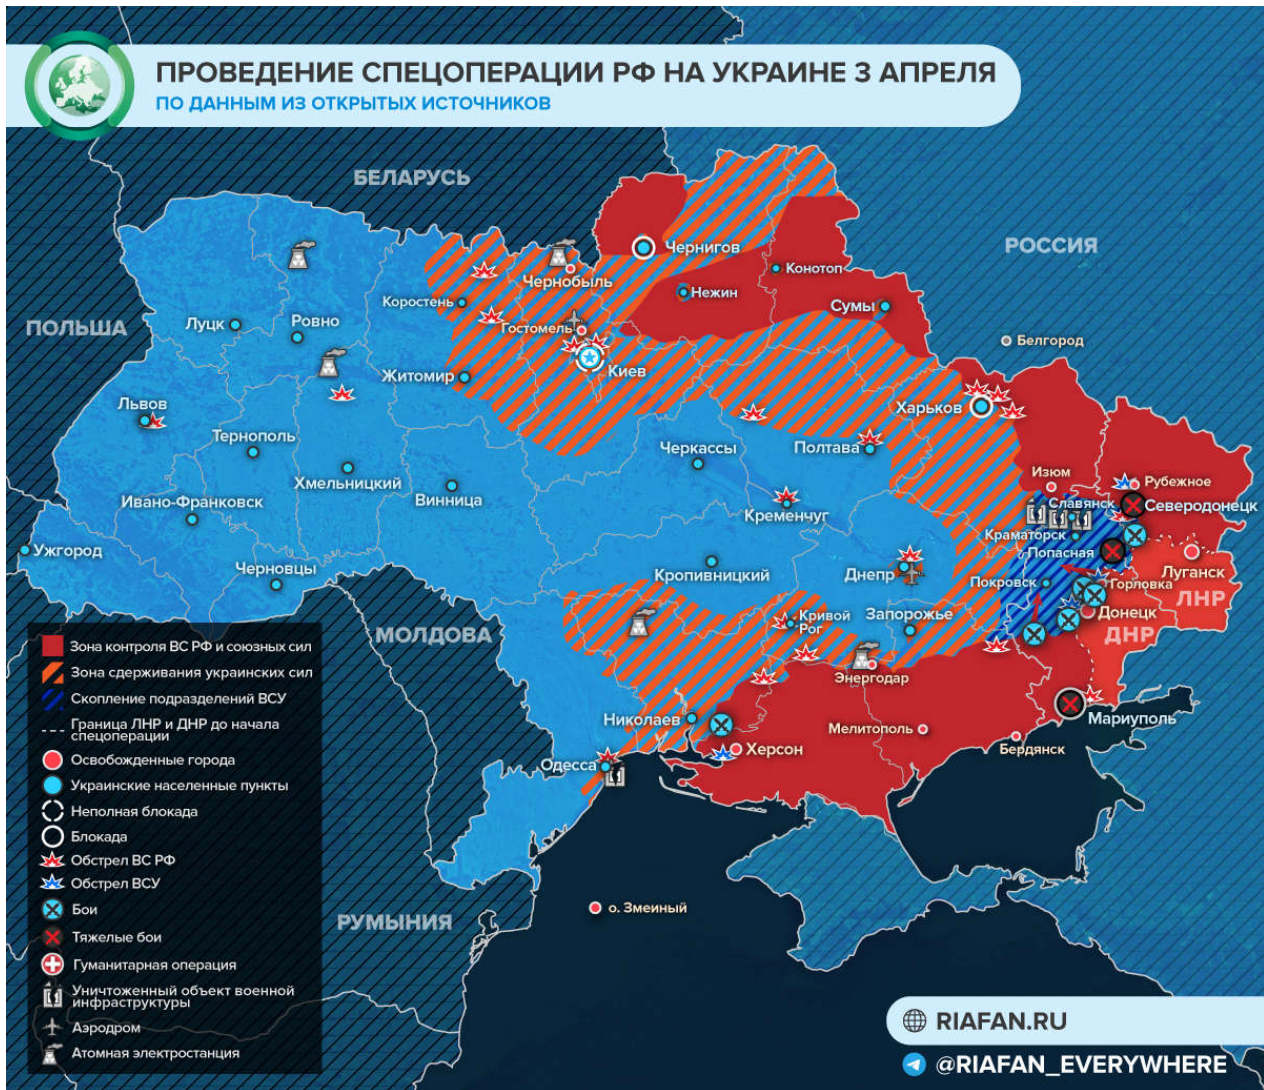 ПРОВЕДЕНИЕ СПЕЦОПЕРАЦИИ РФ НА УКРАИНЕ 3 АПРЕЛЯ
ПО ДАННЫМ ИЗ ОТКРЫТЫХ ИСТОЧНИКОВ
БЕЛАРУСЬ
РОССИЯ
ПОЛЬША
МОЛДОВА
РУМЫНИЯ
Чернигов
Конотоп
Чернобыль
Нежин
Коростень
Сумы
Луцк
Ровно
Гостомель
Белгород
Киев
Житомир
Львов
Харьков
Тернополь
Черкассы
Полтава
Хмельницкий
Изюм
Рубежное
Ивано-Франковск
Винница
Кременчуг
Славянск
Северодонецк
Краматорск
Ужгород
Попасная
Черновцы
Кропивницкий
Днепр
Покровск
Горловка
Луганск
ЛНР
Кривой
Рог
Запорожье
Донецк
ДНР
Энергодар
Николаев
Мелитополь
Мариуполь
Херсон
Бердянск
Одесса
о. Змеиный
Зона контроля ВС РФ и союзных сил
Зона сдерживания украинских сил
Скопление подразделений ВСУ
Граница ЛНР и ДНР до начала
спецоперации
Освобожденные города
Украинские населенные пункты
Неполная блокада
Блокада
Обстрел ВС РФ
Обстрел ВСУ
Бои
Тяжелые бои
Гуманитарная операция
Уничтоженный объект военной
инфраструктуры
Аэродром
Атомная электростанция
RIAFAN.RU
@RIAFAN_EVERYWHERE